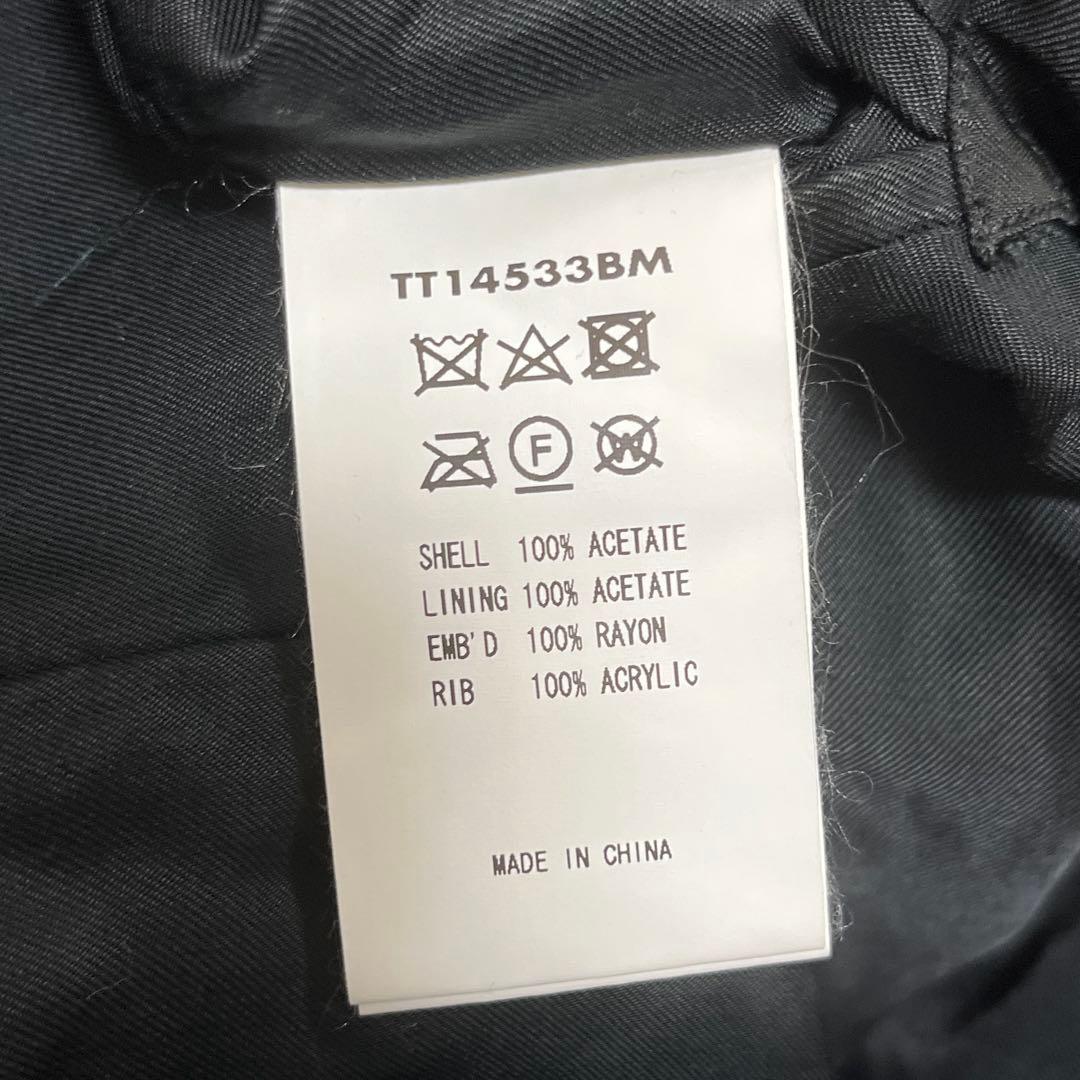 TT14533BM
F
W
SHELL 100% ACETATE
LINING 100% ACETATE
EMB'D 100% RAYON
RIB 100% ACRYLIC
MADE IN CHINA